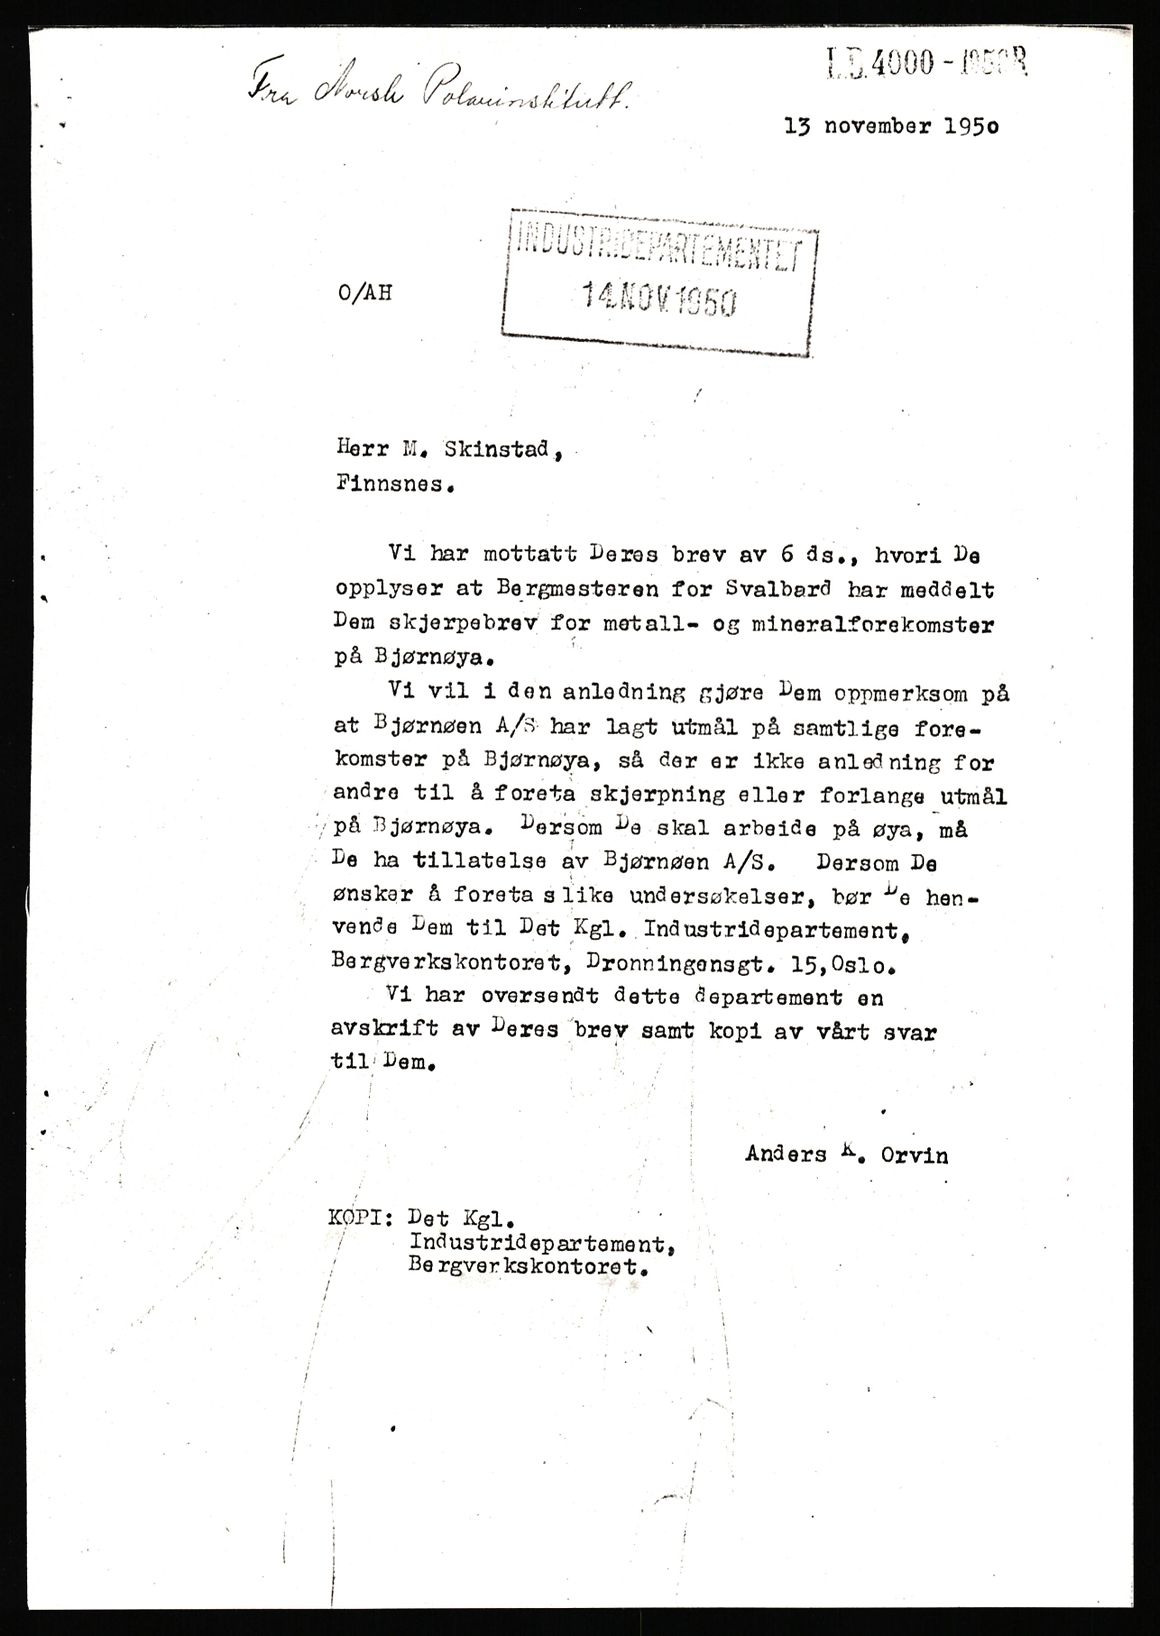 Fra Norsk Polarinstitutt.
I.D. 4000 - 1950 R
13 november 1950
INDUSTRIDEPARTEMENTET
14.NOV.1950
O/AH
Herr M. Skinstad,
Finnsnes.
Vi har mottatt Deres brev av 6 ds., hvori De
opplyser at Bergmesteren for Svalbard har meddelt
Dem skjerpebrev for metall- og mineralforekomster
på Bjørnøya.
Vi vil i den anledning gjøre Dem oppmerksom på
at Bjørnøen A/S har lagt utmål på samtlige fore-
komster på Bjørnøya, så der er ikke anledning for
andre til å foreta skjerpning eller forlange utmål
på Bjørnøya. Dersom De skal arbeide på øya, må
De ha tillatelse av Bjørnøen A/S. Dersom De
ønsker å foreta slike undersøkelser, bør De hen-
vende Dem til Det Kgl. Industridepartement,
Bergverkskontoret, Dronningensgt. 15, Oslo.
Vi har oversendt dette departement en
avskrift av Deres brev samt kopi av vårt svar
til Dem.
Anders K. Orvin
KOPI: Det Kgl.
Industridepartement,
Bergverkskontoret.